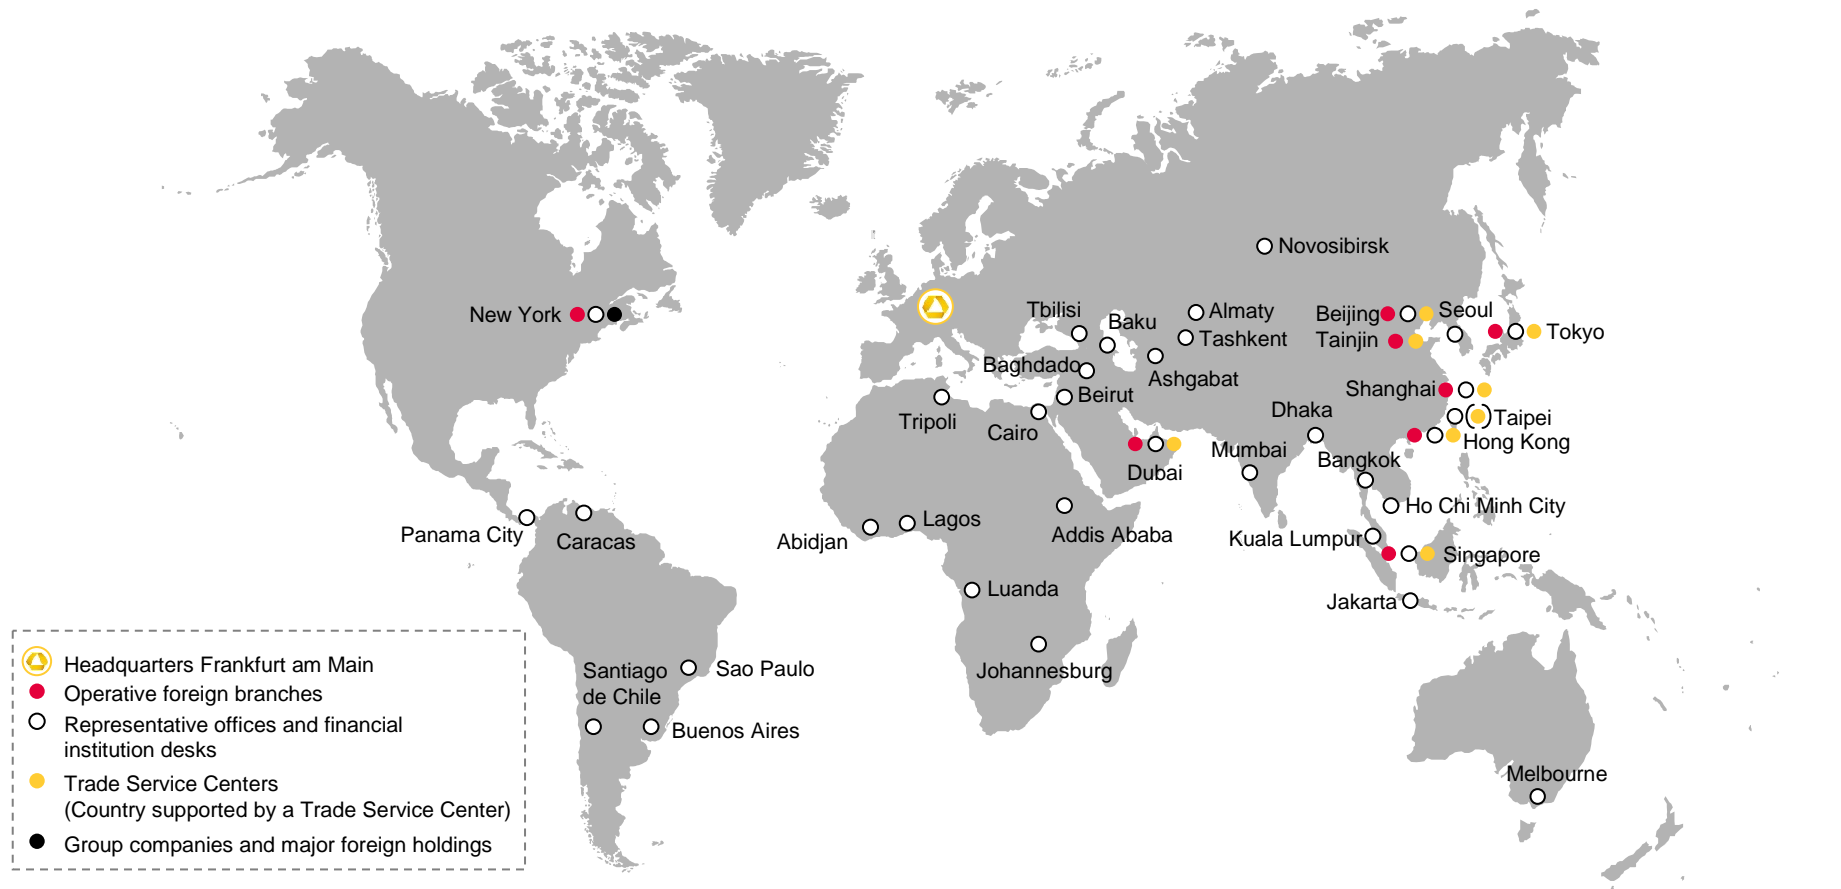 Novosibirsk
New York
Tbilisi
Baku
Almaty
Tashkent
Beijing
Seoul
Tainjin
Tokyo
Baghdado
Ashgabat
Beirut
Shanghai
Tripoli
Cairo
Dhaka
Taipei
Hong Kong
Dubai
Mumbai
Bangkok
Ho Chi Minh City
Panama City
Caracas
Abidjan
Lagos
Addis Ababa
Kuala Lumpur
Singapore
Luanda
Jakarta
Johannesburg
Santiago
de Chile
Sao Paulo
Buenos Aires
Melbourne
Headquarters Frankfurt am Main
Operative foreign branches
Representative offices and financial
institution desks
Trade Service Centers
(Country supported by a Trade Service Center)
Group companies and major foreign holdings